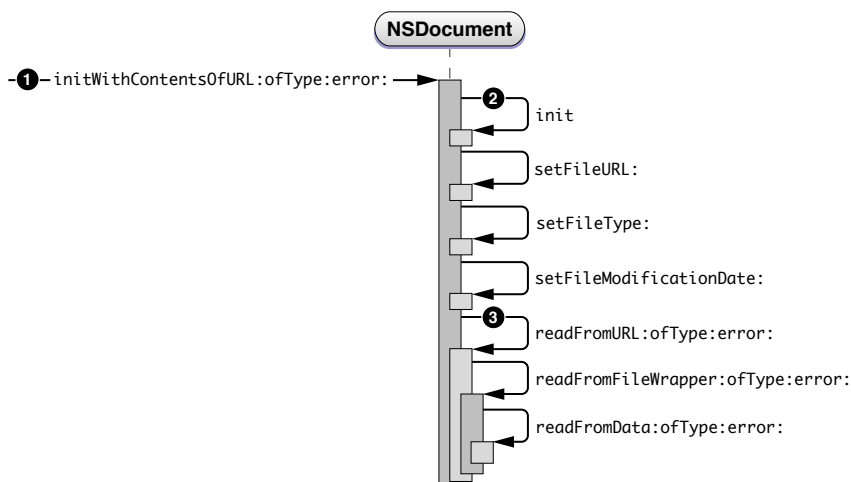 NSDocument
1 initWithContentsOfURL:ofType:error:
2
init
setFileURL:
setFileType:
setFileModificationDate:
3
readFromURL:ofType:error:
readFromFileWrapper:ofType:error:
readFromData:ofType:error: